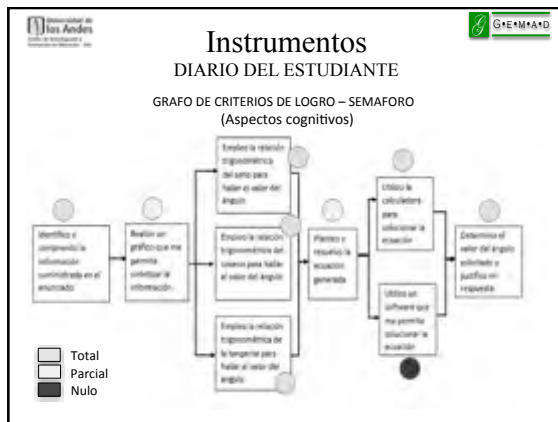 Universidad de
los Andes
G•E•M•A•D
Instrumentos
DIARIO DEL ESTUDIANTE
GRAFO DE CRITERIOS DE LOGRO – SEMAFORO
(Aspectos cognitivos)
Identifico y
comprendo la
información
suministrada en el
enunciado
Realizo un
gráfico que me
permita
sintetizar la
información.
Empleo la relación
trigonométrica
del seno para
hallar el valor del
ángulo
Empleo la relación
trigonométrica del
coseno para hallar
el valor del ángulo
Empleo la relación
trigonométrica de
la tangente para
hallar el valor del
ángulo
Planteo y
resuelvo la
ecuación
generada
Utilizo la
calculadora
para
solucionar la
ecuación
Utilizo un
software que
me permita
solucionar la
ecuación
Determino el
valor del ángulo
solicitado y
justifico mi
respuesta
Total
Parcial
Nulo